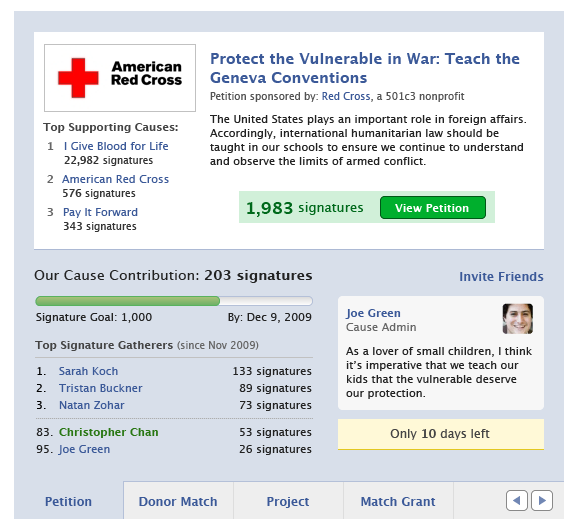 American
Red Cross
Top Supporting Causes:
1 I Give Blood for Life
22,982 signatures
2 American Red Cross
576 signatures
3 Pay It Forward
343 signatures
Protect the Vulnerable in War: Teach the
Geneva Conventions
Petition sponsored by: Red Cross, a 501c3 nonprofit
The United States plays an important role in foreign affairs.
Accordingly, international humanitarian law should be
taught in our schools to ensure we continue to understand
and observe the limits of armed conflict.
1,983 signatures View Petition
Our Cause Contribution: 203 signatures
Signature Goal: 1,000 By: Dec 9, 2009
Top Signature Gatherers (since Nov 2009)
1. Sarah Koch 133 signatures
2. Tristan Buckner 89 signatures
3. Natan Zohar 73 signatures
83. Christopher Chan 53 signatures
95. Joe Green 26 signatures
Invite Friends
Joe Green
Cause Admin
As a lover of small children, I think
it's imperative that we teach our
kids that the vulnerable deserve
our protection.
Only 10 days left
Petition Donor Match Project Match Grant